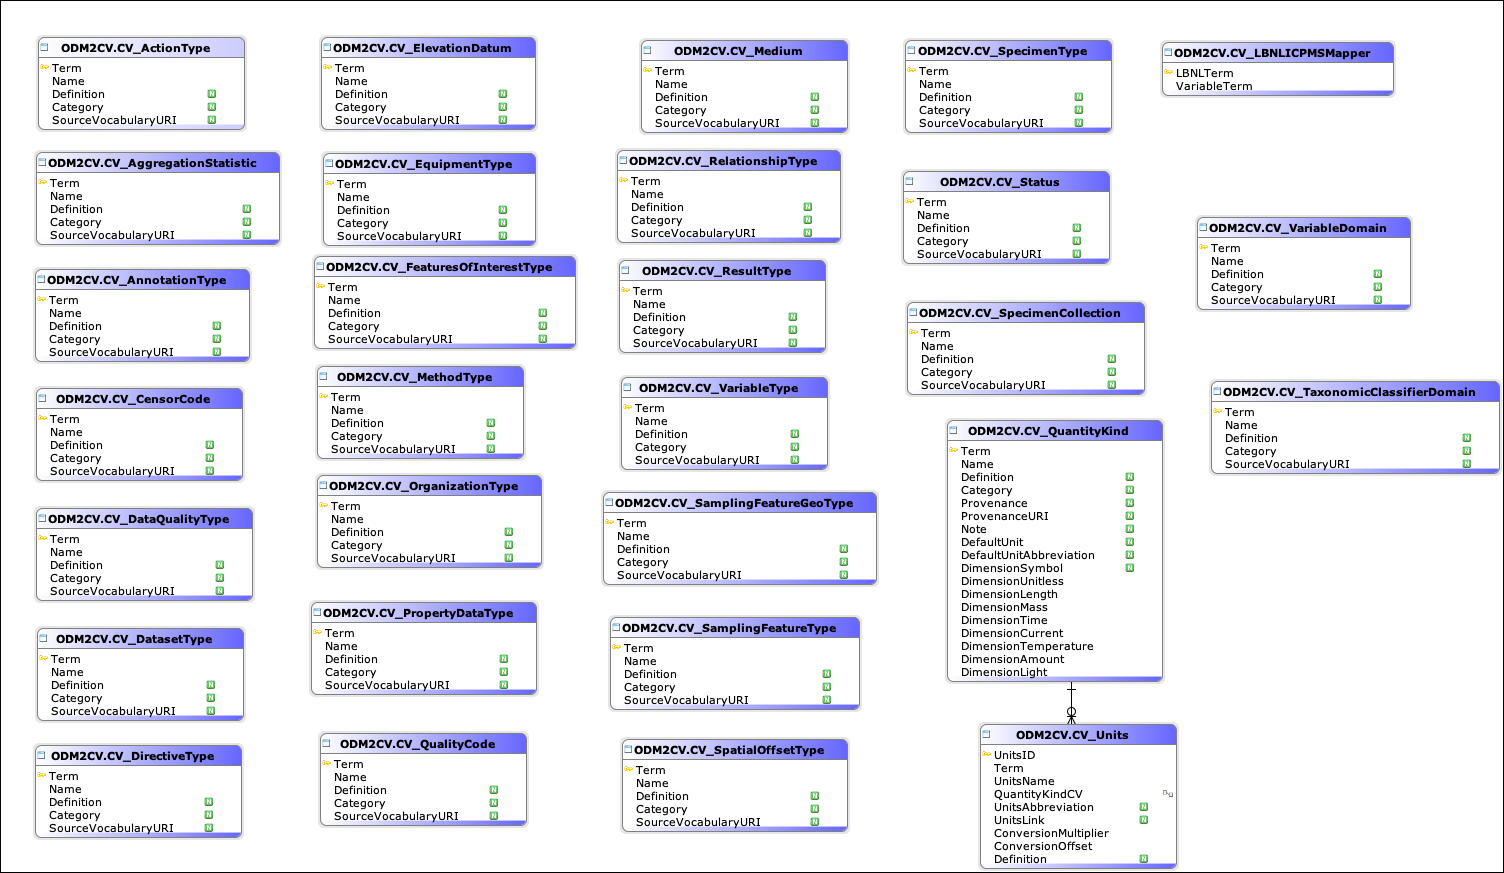 ODM2CV.CV_ActionType
Term
Name
Definition
Category
SourceVocabularyURI
ODM2CV.CV_AggregationStatistic
Term
Name
Definition
Category
SourceVocabularyURI
ODM2CV.CV_AnnotationType
Term
Name
Definition
Category
SourceVocabularyURI
ODM2CV.CV_CensorCode
Term
Name
Definition
Category
SourceVocabularyURI
ODM2CV.CV_DataQualityType
Term
Name
Definition
Category
SourceVocabularyURI
ODM2CV.CV_DatasetType
Term
Name
Definition
Category
SourceVocabularyURI
ODM2CV.CV_DirectiveType
Term
Name
Definition
Category
SourceVocabularyURI
ODM2CV.CV_ElevationDatum
Term
Name
Definition
Category
SourceVocabularyURI
ODM2CV.CV_EquipmentType
Term
Name
Definition
Category
SourceVocabularyURI
ODM2CV.CV_FeaturesOfInterestType
Term
Name
Definition
Category
SourceVocabularyURI
ODM2CV.CV_MethodType
Term
Name
Definition
Category
SourceVocabularyURI
ODM2CV.CV_OrganizationType
Term
Name
Definition
Category
SourceVocabularyURI
ODM2CV.CV_PropertyDataType
Term
Name
Definition
Category
SourceVocabularyURI
ODM2CV.CV_QualityCode
Term
Name
Definition
Category
SourceVocabularyURI
ODM2CV.CV_Medium
Term
Name
Definition
Category
SourceVocabularyURI
ODM2CV.CV_RelationshipType
Term
Name
Definition
Category
SourceVocabularyURI
ODM2CV.CV_ResultType
Term
Name
Definition
Category
SourceVocabularyURI
ODM2CV.CV_VariableType
Term
Name
Definition
Category
SourceVocabularyURI
ODM2CV.CV_SamplingFeatureGeoType
Term
Name
Definition
Category
SourceVocabularyURI
ODM2CV.CV_SamplingFeatureType
Term
Name
Definition
Category
SourceVocabularyURI
ODM2CV.CV_SpatialOffsetType
Term
Name
Definition
Category
SourceVocabularyURI
ODM2CV.CV_SpecimenType
Term
Name
Definition
Category
SourceVocabularyURI
ODM2CV.CV_Status
Term
Name
Definition
Category
SourceVocabularyURI
ODM2CV.CV_SpecimenCollection
Term
Name
Definition
Category
SourceVocabularyURI
ODM2CV.CV_QuantityKind
Term
Name
Definition
Category
Provenance
ProvenanceURI
Note
DefaultUnit
DefaultUnitAbbreviation
DimensionSymbol
DimensionUnitless
DimensionLength
DimensionMass
DimensionTime
DimensionCurrent
DimensionTemperature
DimensionAmount
DimensionLight
ODM2CV.CV_Units
UnitsID
Term
UnitsName
QuantityKindCV
UnitsAbbreviation
UnitsLink
ConversionMultiplier
ConversionOffset
Definition
ODM2CV.CV_LBNLICPMSMapper
LBNLTerm
VariableTerm
ODM2CV.CV_VariableDomain
Term
Name
Definition
Category
SourceVocabularyURI
ODM2CV.CV_TaxonomicClassifierDomain
Term
Name
Definition
Category
SourceVocabularyURI